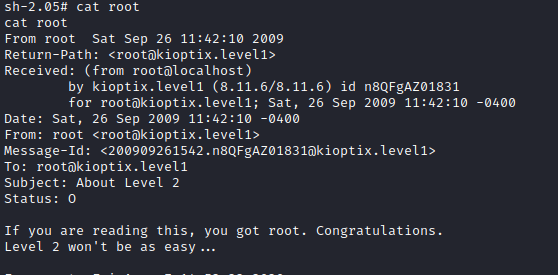 sh-2.05# cat root
cat root
From root  Sat Sep 26 11:42:10 2009
Return-Path: <root@kioptix.level1>
Received: (from root@localhost)
        by kioptix.level1 (8.11.6/8.11.6) id n8QFgAZ01831
        for root@kioptix.level1; Sat, 26 Sep 2009 11:42:10 -0400
Date: Sat, 26 Sep 2009 11:42:10 -0400
From: root <root@kioptix.level1>
Message-Id: <200909261542.n8QFgAZ01831@kioptix.level1>
To: root@kioptix.level1
Subject: About Level 2
Status: O

If you are reading this, you got root. Congratulations.
Level 2 won't be as easy...